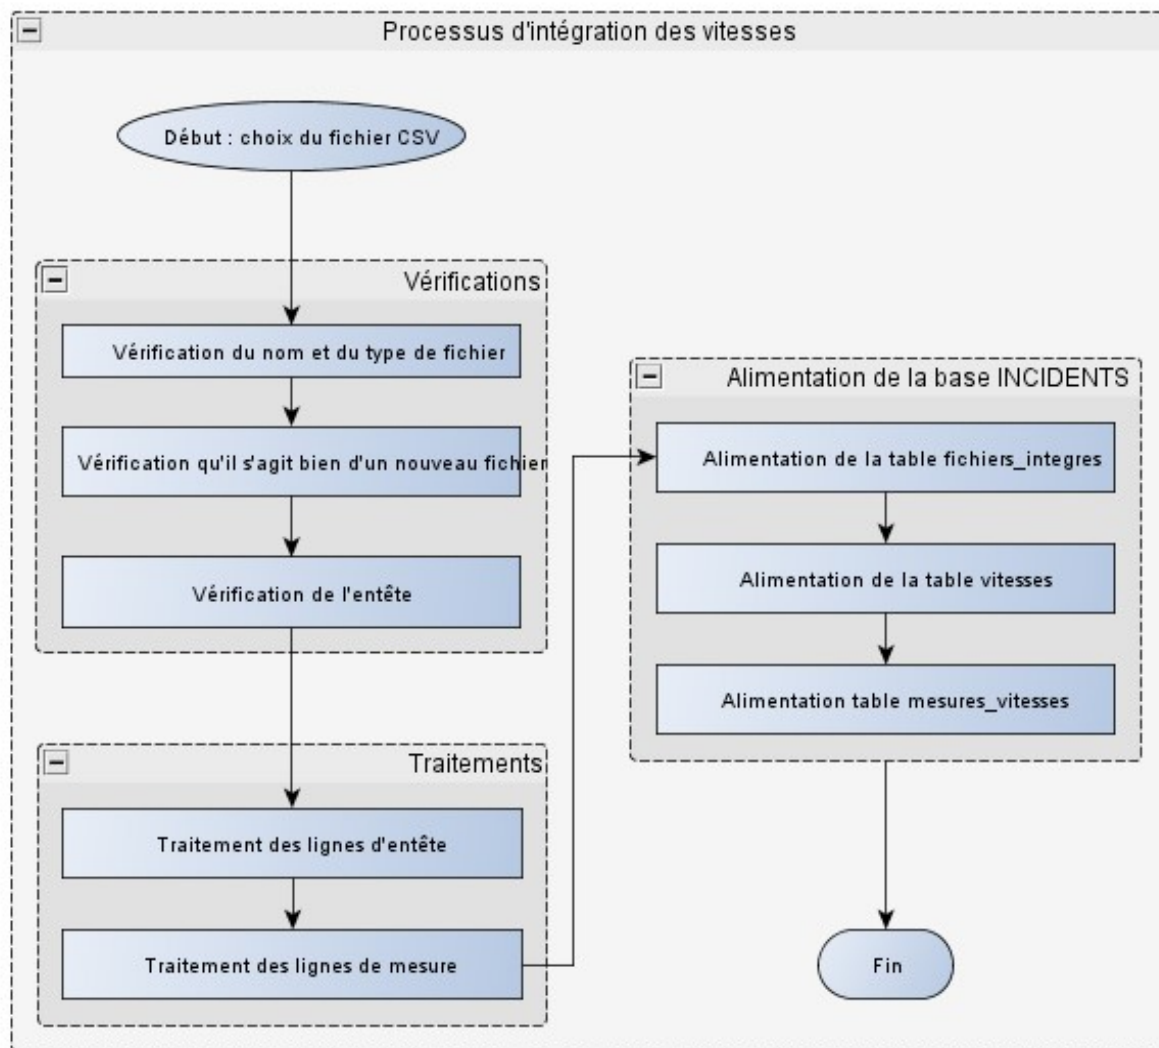 Processus d'intégration des vitesses
Début : choix du fichier CSV
Vérifications
Vérification du nom et du type de fichier
Vérification qu'il s'agit bien d'un nouveau fichier
Vérification de l'entête
Traitements
Traitement des lignes d'entête
Traitement des lignes de mesure
Alimentation de la base INCIDENTS
Alimentation de la table fichiers_integres
Alimentation de la table vitesses
Alimentation table mesures_vitesses
Fin